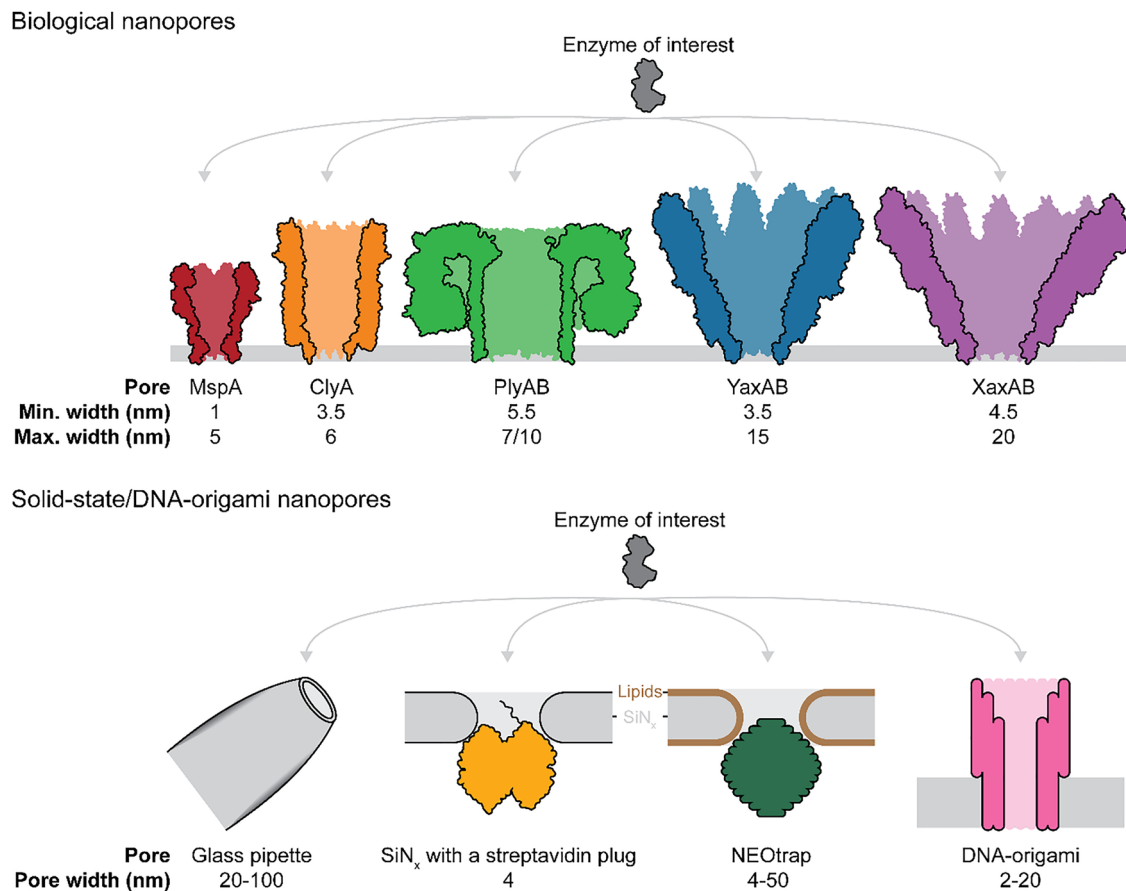 Biological nanopores
Enzyme of interest
Pore MspA ClyA PlyAB YaxAB XaxAB
Min. width (nm) 1 3.5 5.5 3.5 4.5
Max. width (nm) 5 6 7/10 15 20
Solid-state/DNA-origami nanopores
Enzyme of interest
Lipids
SiNx
Pore Glass pipette SiNx with a streptavidin plug NEOtrap DNA-origami
Pore width (nm) 20-100 4 4-50 2-20